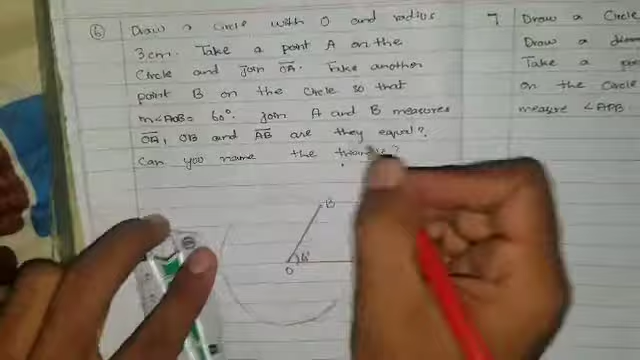 6 Draw a Circle with O and radius
3cm. Take a point A on the
Circle and join OA. Take another
point B on the Circle so that
m∠AOB= 60°. join A and B measures
OA, OB and AB are they equal?
Can you name the
7 Draw a Circle
Draw a
Take a
on the Circle
measure ∠APB.
B
O